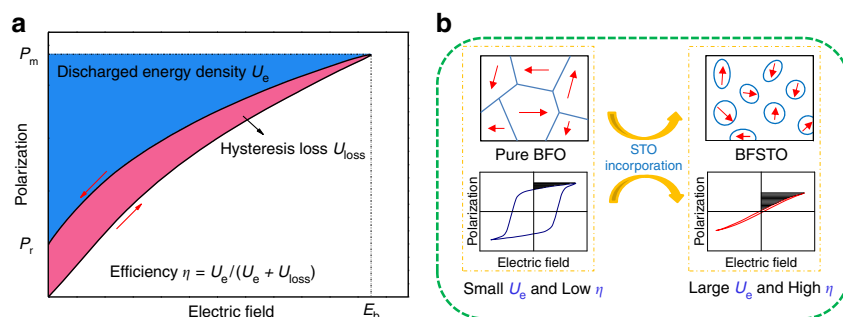 a
P_m
Discharged energy density U_e
Hysteresis loss U_loss
Polarization
P_r
Efficiency η = U_e/(U_e + U_loss)
Electric field
E_b
b
Pure BFO
STO
incorporation
BFSTO
Polarization
Electric field
Polarization
Electric field
Small U_e and Low η
Large U_e and High η